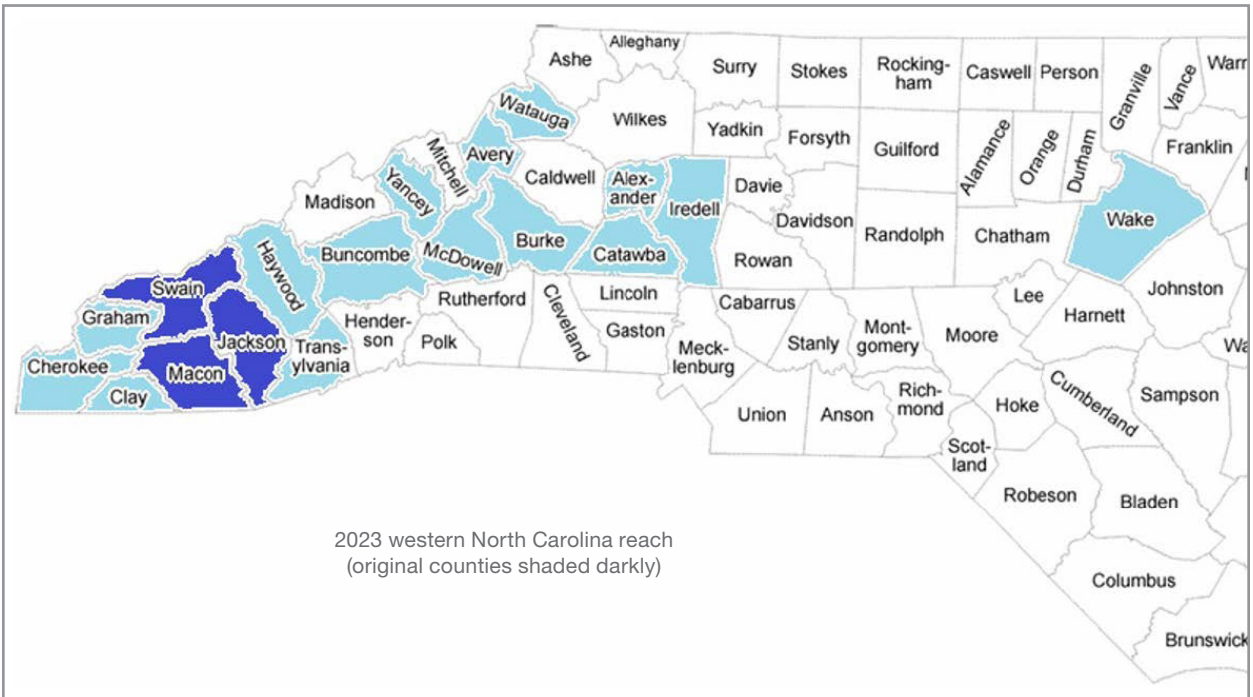 Ashe
Alleghany
Surry
Stokes
Rocking-
ham
Caswell
Person
Granville
Vance
Warr
Watauga
Wilkes
Yadkin
Forsyth
Guilford
Alamance
Orange
Durham
Franklin
Mitchell
Avery
Caldwell
Alex-
ander
Iredell
Davie
Davidson
Randolph
Chatham
Wake
Madison
Yancey
McDowell
Burke
Catawba
Rowan
Johnston
Swain
Haywood
Buncombe
Rutherford
Cleveland
Lincoln
Cabarrus
Lee
Harnett
Graham
Jackson
Trans-
ylvania
Hender-
son
Polk
Gaston
Meck-
lenburg
Stanly
Mont-
gomery
Moore
Wa
Cherokee
Macon
Clay
Union
Anson
Rich-
mond
Hoke
Cumberland
Sampson
Scot-
land
Robeson
Bladen
2023 western North Carolina reach
(original counties shaded darkly)
Columbus
Brunswick